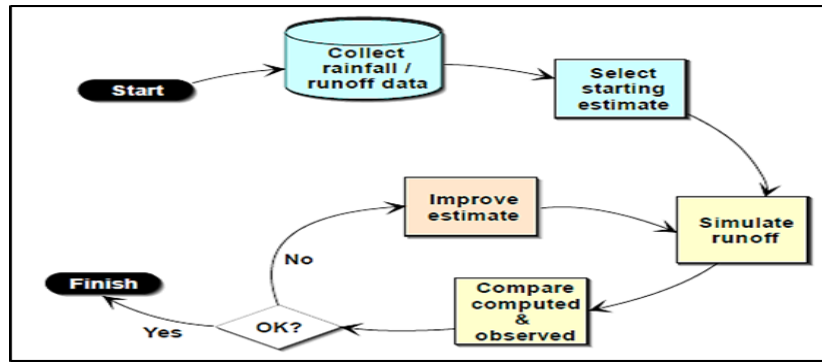 Start
Collect
rainfall /
runoff data
Select
starting
estimate
Simulate
runoff
Compare
computed
&
observed
OK?
No
Improve
estimate
Yes
Finish